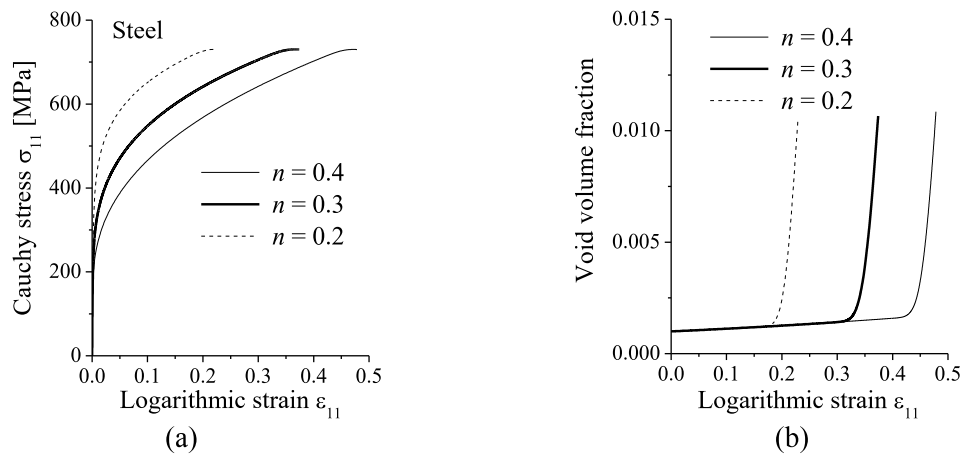 Steel
Cauchy stress σ11 [MPa]
800
600
400
200
0
n = 0.4
n = 0.3
n = 0.2
0.0 0.1 0.2 0.3 0.4 0.5
Logarithmic strain ε11
(a)
Void volume fraction
0.015
0.010
0.005
0.000
n = 0.4
n = 0.3
n = 0.2
0.0 0.1 0.2 0.3 0.4 0.5
Logarithmic strain ε11
(b)